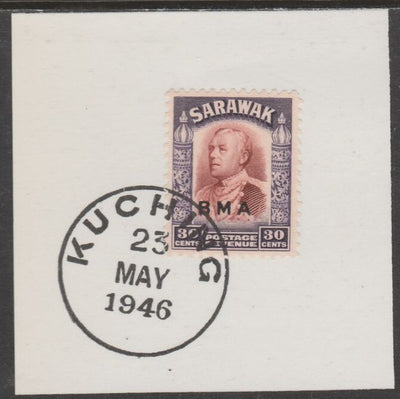 SARAWAK
BMA
30 POSTAGE 30
CENTS REVENUE CENTS
KUCHING
23
MAY
1946